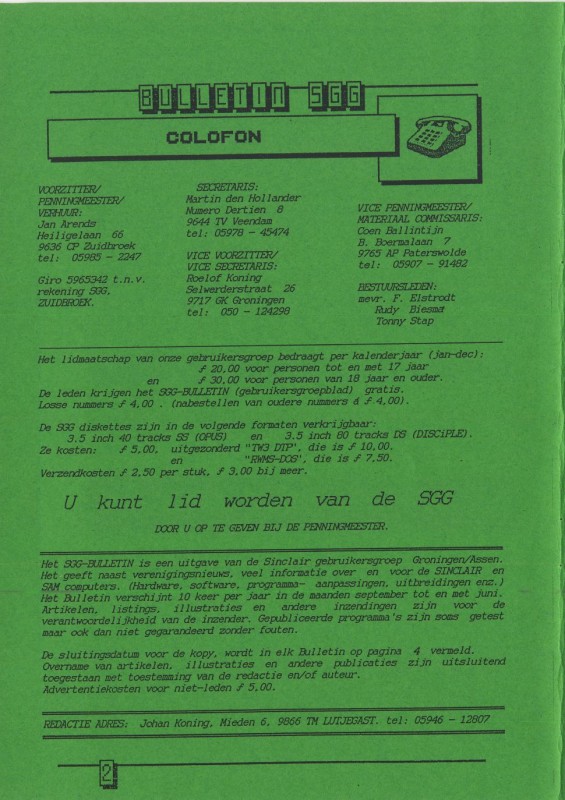 BULLETIN SGG
COLOFON
VOORZITTER/
PENNINGMEESTER/
VERHUUR:
Jan Arends
Heiligelaan 66
9636 CP Zuidbroek
tel: 05985 - 2247
Giro 5965342 t.n.v.
rekening SGG,
ZUIDBROEK.
SECRETARIS:
Martin den Hollander
Numero Dertien 8
9644 TV Veendam
tel: 05978 - 45474
VICE VOORZITTER/
VICE SECRETARIS:
Roelof Koning
Selwerderstraat 26
9717 GK Groningen
tel: 050 - 124298
VICE PENNINGMEESTER/
MATERIAAL COMMISSARIS:
Coen Ballintijn
B. Boermalaan 7
9765 AP Paterswolde
tel: 05907 - 91482
BESTUURSLEDEN:
mevr. F. Elstrodt
Rudy Biesma
Tonny Stap
Het lidmaatschap van onze gebruikersgroep bedraagt per kalenderjaar (jan-dec):
ƒ 20,00 voor personen tot en met 17 jaar
en ƒ 30,00 voor personen van 18 jaar en ouder.
De leden krijgen het SGG-BULLETIN (gebruikersgroepblad) gratis.
Losse nummers ƒ 4,00 . (nabestellen van oudere nummers á ƒ 4,00).
De SGG diskettes zijn in de volgende formaten verkrijgbaar:
3.5 inch 40 tracks SS (OPUS) en 3.5 inch 80 tracks DS (DISCiPLE).
Ze kosten: ƒ 5,00, uitgezonderd "TW3 DTP", die is ƒ 10,00.
en "RWMS-DOS", die is ƒ 7,50.
Verzendkosten ƒ 2,50 per stuk, ƒ 3,00 bij meer.
U kunt lid worden van de SGG
DOOR U OP TE GEVEN BIJ DE PENNINGMEESTER.
Het SGG-BULLETIN is een uitgave van de Sinclair gebruikersgroep Groningen/Assen.
Het geeft naast verenigingsnieuws, veel informatie over en voor de SINCLAIR en
SAM computers. (Hardware, software, programma- aanpassingen, uitbreidingen enz.)
Het Bulletin verschijnt 10 keer per jaar in de maanden september tot en met juni.
Artikelen, listings, illustraties en andere inzendingen zijn voor de
verantwoordelijkheid van de inzender. Gepubliceerde programma's zijn soms getest
maar ook dan niet gegarandeerd zonder fouten.
De sluitingsdatum voor de kopy, wordt in elk Bulletin op pagina 4 vermeld.
Overname van artikelen, illustraties en andere publicaties zijn uitsluitend
toegestaan met toestemming van de redactie en/of auteur.
Advertentiekosten voor niet-leden ƒ 5,00.
REDACTIE ADRES: Johan Koning, Mieden 6, 9866 TM LUTJEGAST. tel: 05946 - 12807
2